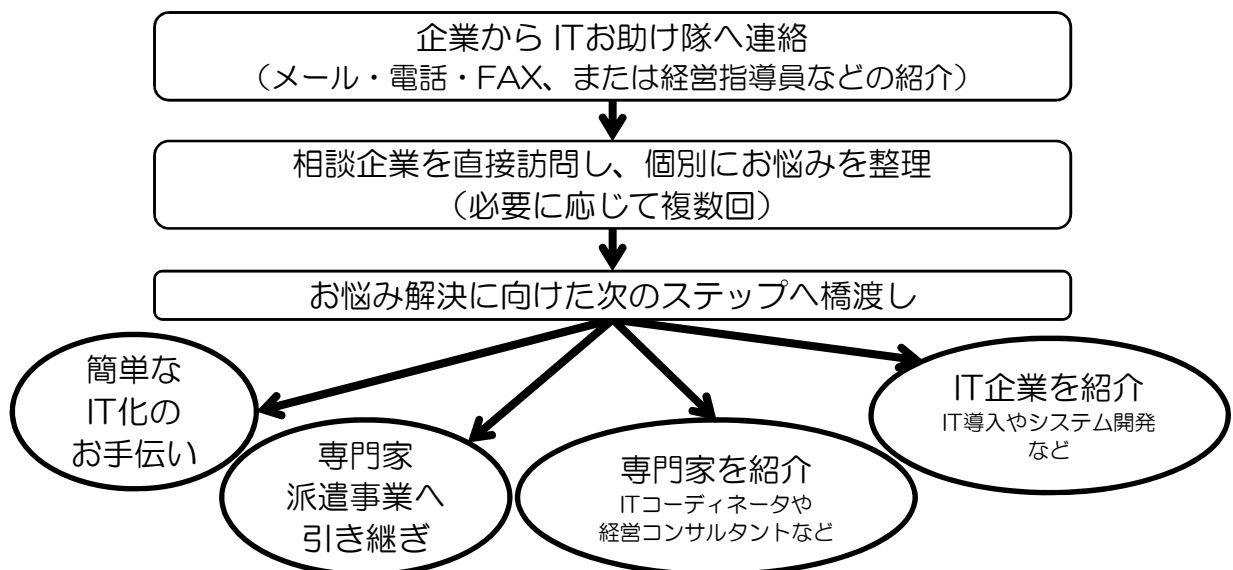 企業から ITお助け隊へ連絡
（メール・電話・FAX、または経営指導員などの紹介）
相談企業を直接訪問し、個別にお悩みを整理
（必要に応じて複数回）
お悩み解決に向けた次のステップへ橋渡し
簡単な
IT化の
お手伝い
専門家
派遣事業へ
引き継ぎ
専門家を紹介
ITコーディネータや
経営コンサルタントなど
IT企業を紹介
IT導入やシステム開発
など